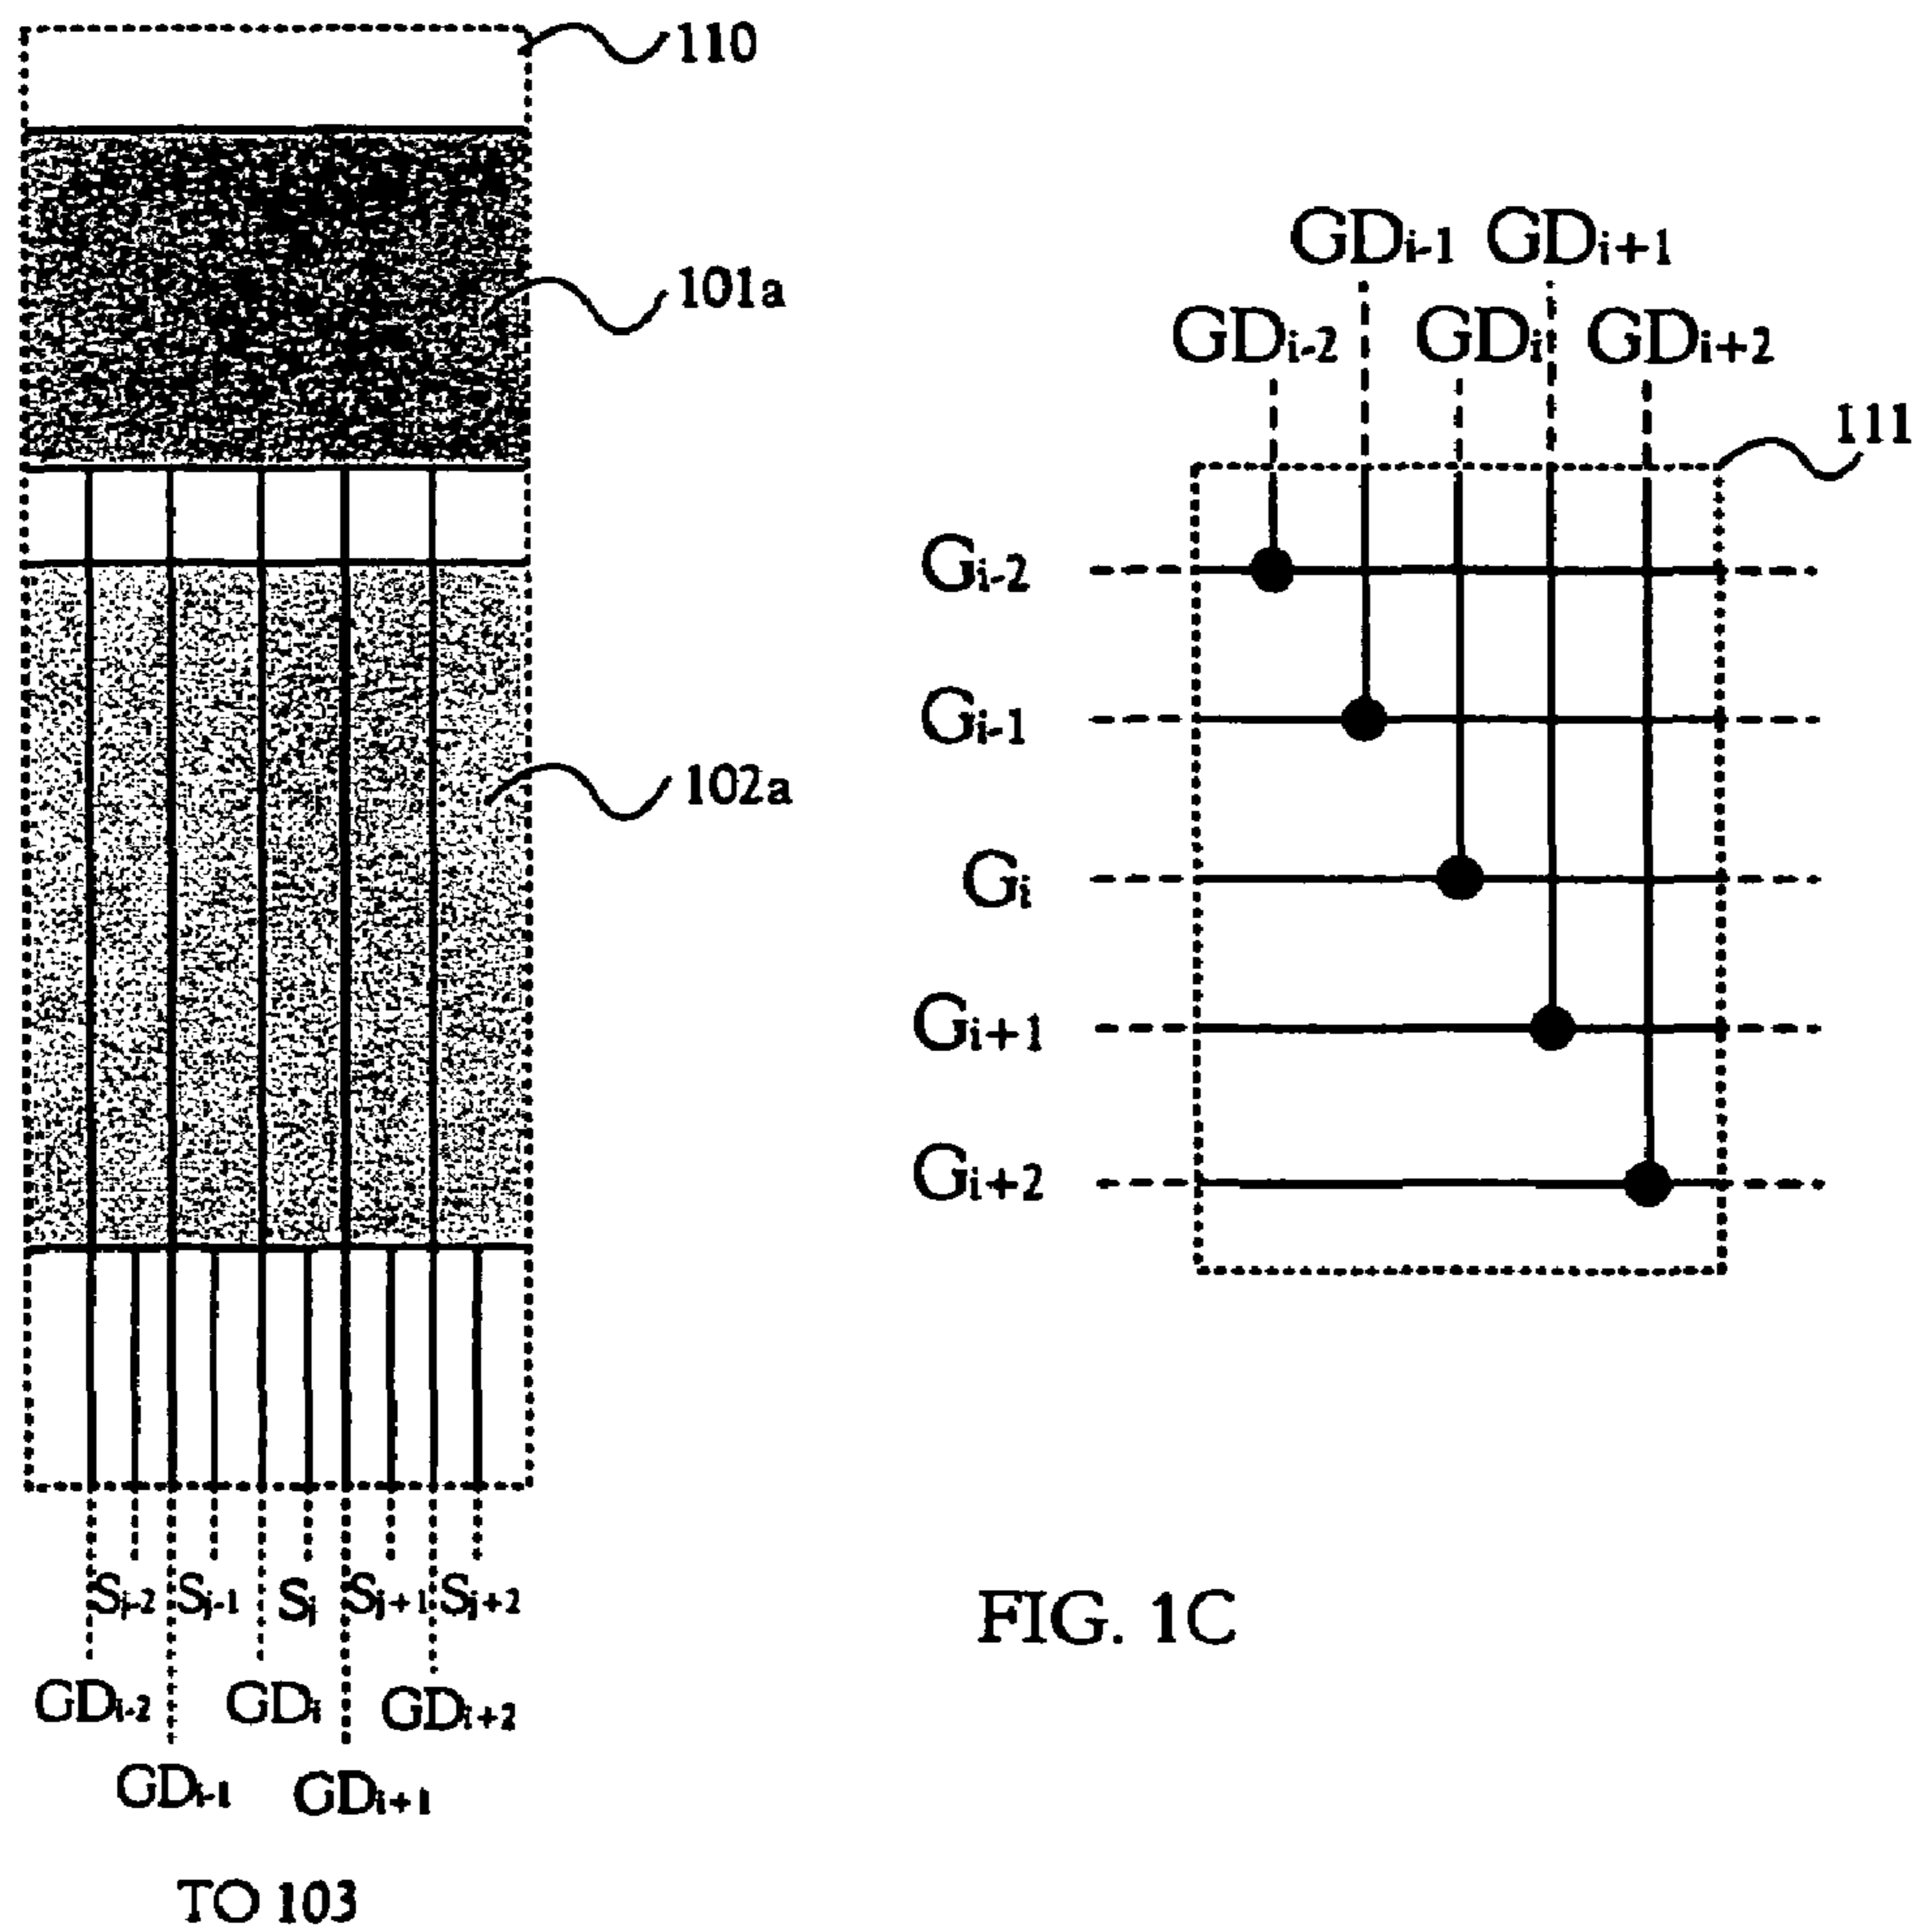 110
101a
102a
GDi-1 GDi+1
GDi-2 GDi GDi+2
111
Gi-2
Gi-1
Gi
Gi+1
Gi+2
Sj-2 Sj-1 Sj Sj+1 Sj+2
GDi-2 GDi GDi+2
GDi-1 GDi+1
TO 103
FIG. 1C